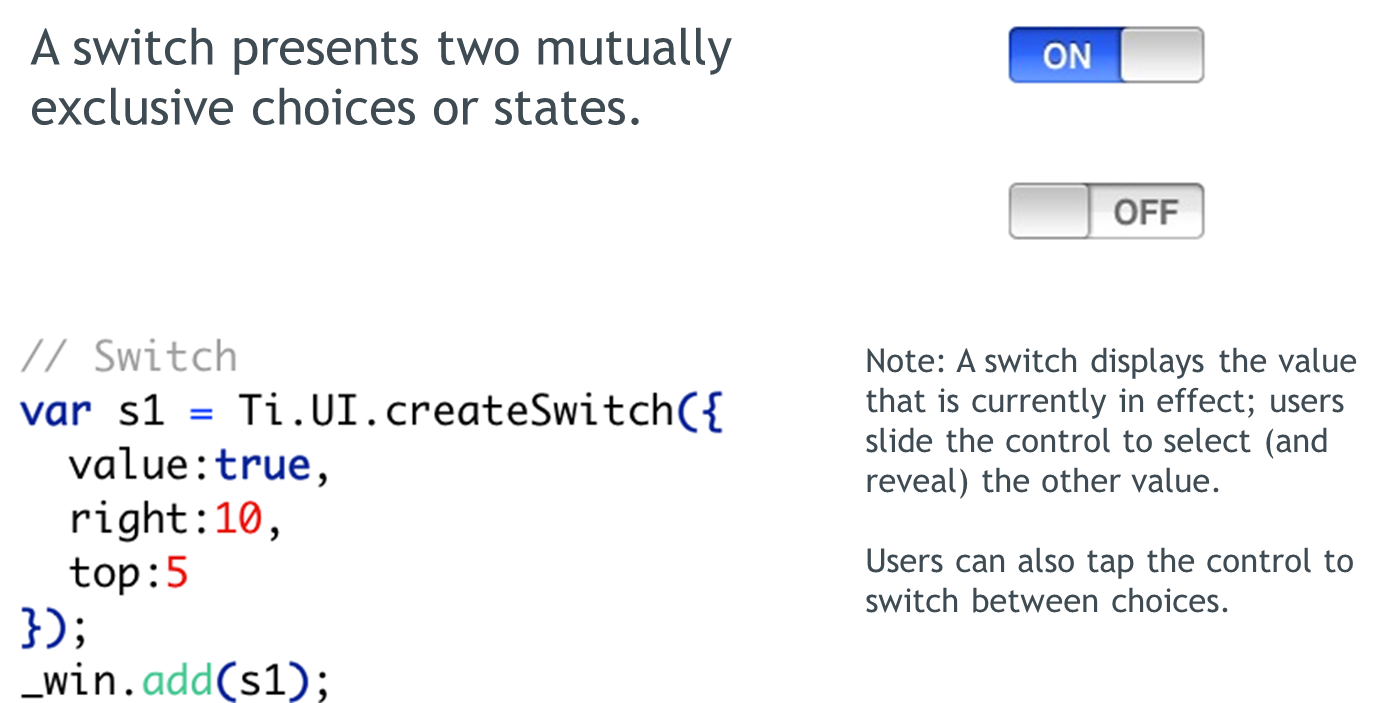 A switch presents two mutually
exclusive choices or states.
ON
OFF
// Switch
var s1 = Ti.UI.createSwitch({
  value:true,
  right:10,
  top:5
});
_win.add(s1);
Note: A switch displays the value
that is currently in effect; users
slide the control to select (and
reveal) the other value.
Users can also tap the control to
switch between choices.